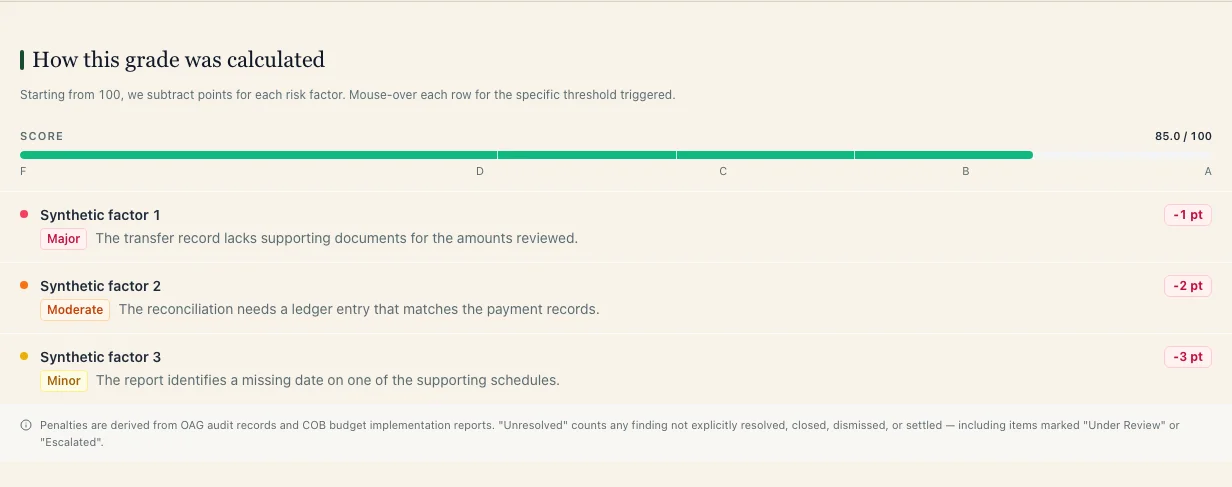 How this grade was calculated
Starting from 100, we subtract points for each risk factor. Mouse-over each row for the specific threshold triggered.
SCORE 85.0 / 100
F D C B A
Synthetic factor 1 -1 pt
Major The transfer record lacks supporting documents for the amounts reviewed.
Synthetic factor 2 -2 pt
Moderate The reconciliation needs a ledger entry that matches the payment records.
Synthetic factor 3 -3 pt
Minor The report identifies a missing date on one of the supporting schedules.
Penalties are derived from OAG audit records and COB budget implementation reports. "Unresolved" counts any finding not explicitly resolved, closed, dismissed, or settled — including items marked "Under Review" or
"Escalated".